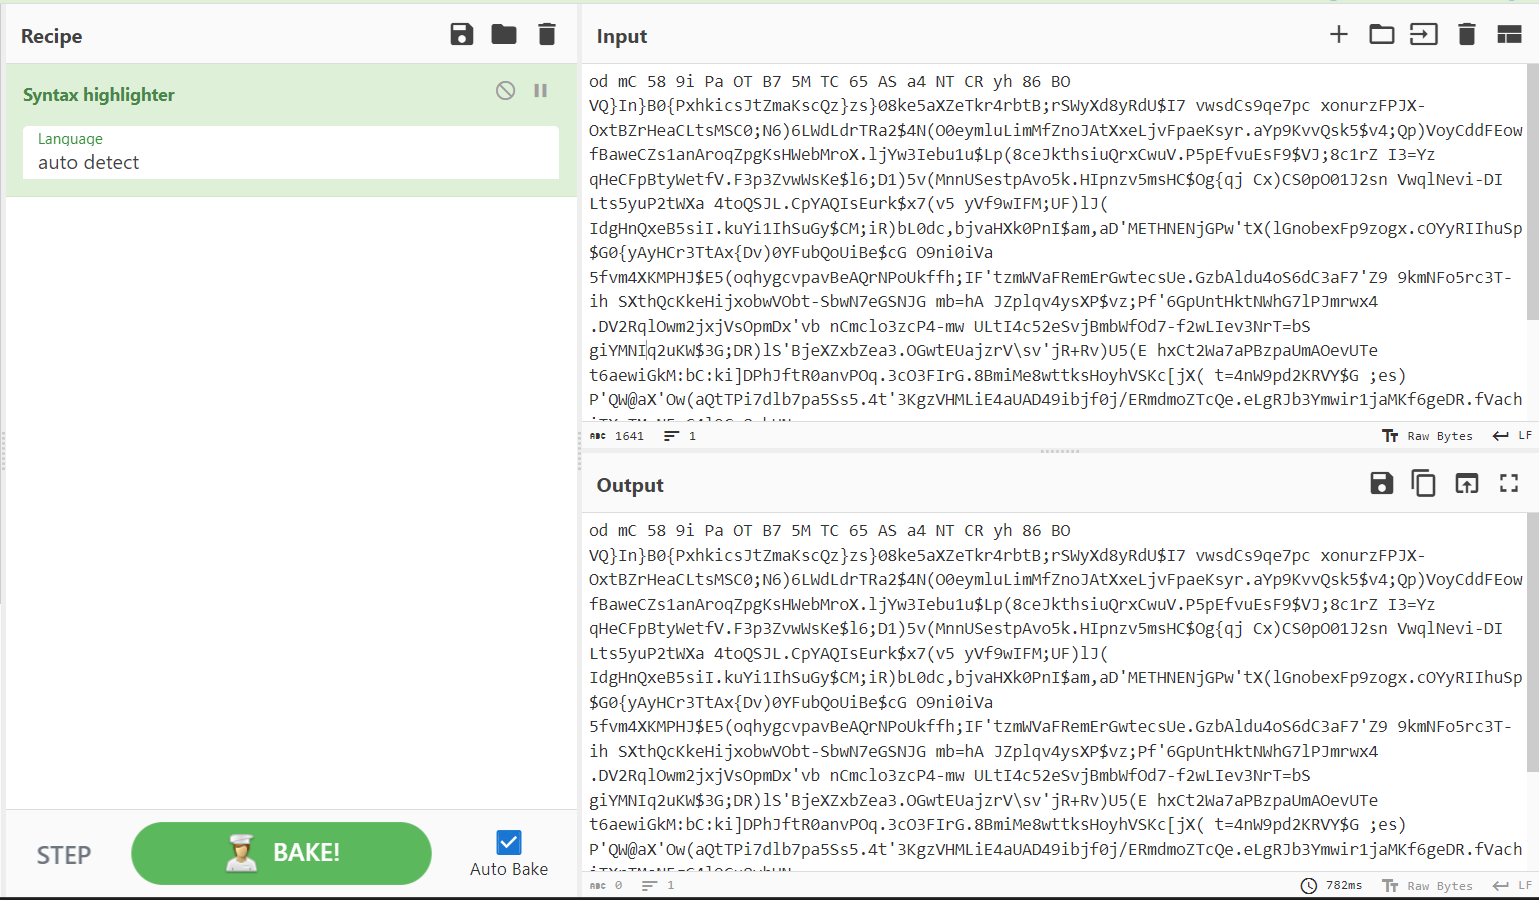 Recipe
Syntax highlighter
Language
auto detect
STEP
BAKE!
Auto Bake
Input
od mC 58 9i Pa OT B7 5M TC 65 AS a4 NT CR yh 86 BO
VQ}In}B0{PxhkicsJtZmaKscQz}zs}08ke5aXZeTkr4rbtB;rSWyXd8yRdU$I7 vwsdCs9qe7pc xonurzFPJX-
OxtBZrHeaCLtsMSC0;N6)6LWdLdrTRa2$4N(O0eymluLimMfZnoJAtXxeLjvFpaeKsyr.aYp9KvvQsk5$v4;Qp)VoyCddFEow
fBaweCZs1anAroqZpgKsHWebMroX.ljYw3Iebu1u$Lp(8ceJkthsiuQrxCwuV.P5pEfvuEsF9$VJ;8c1rZ I3=Yz
qHeCFpBtyWetfV.F3p3ZvwWsKe$l6;D1)5v(MnnUSestpAvo5k.HIpnzv5msHC$Og{qj Cx)CS0pO01J2sn VwqlNevi-DI
Lts5yuP2tWXa 4toQSJL.CpYAQIsEurk$x7(v5 yVf9wIFM;UF)lJ(
IdgHnQxeB5siI.kuYi1IhSuGy$CM;iR)bL0dc,bjvaHXk0PnI$am,aD'METHNENjGPw'tX(lGnobexFp9zogx.cOYyRIIhuSp
$G0{yAyHCr3TtAx{Dv)0YFubQoUiBe$cG O9ni0iVa
5fvm4XKMPHJ$E5(oqhygcvpavBeAQrNPoUkffh;IF'tzmWVaFRemErGwtecsUe.GzbAldu4oS6dC3aF7'Z9 9kmNFo5rc3T-
ih SXthQcKkeHijxobwVObt-SbwN7eGSNJG mb=hA JZplqv4ysXP$vz;Pf'6GpUntHktNWhG7lPJmrwx4
.DV2RqlOwm2jxjVsOpmDx'vb nCmclo3zcP4-mw ULtI4c52eSvjBmbWfOd7-f2wLIev3NrT=bS
giYMNIq2uKW$3G;DR)lS'BjeXZxbZea3.OGwtEUajzrV\sv'jR+Rv)U5(E hxCt2Wa7aPBzpaUmAOevUTe
t6aewiGkM:bC:ki]DPhJftR0anvPOq.3cO3FIrG.8BmiMe8wttksHoyhVSKc[jX( t=4nW9pd2KRVY$G ;es)
P'QW@aX'Ow(aQtTPi7dlb7pa5Ss5.4t'3KgzVHMLiE4aUAD49ibjf0j/ERmdmoZTcQe.eLgRJb3Ymwir1jaMKf6geDR.fVach
ABC 1641
1
Raw Bytes
LF
Output
od mC 58 9i Pa OT B7 5M TC 65 AS a4 NT CR yh 86 BO
VQ}In}B0{PxhkicsJtZmaKscQz}zs}08ke5aXZeTkr4rbtB;rSWyXd8yRdU$I7 vwsdCs9qe7pc xonurzFPJX-
OxtBZrHeaCLtsMSC0;N6)6LWdLdrTRa2$4N(O0eymluLimMfZnoJAtXxeLjvFpaeKsyr.aYp9KvvQsk5$v4;Qp)VoyCddFEow
fBaweCZs1anAroqZpgKsHWebMroX.ljYw3Iebu1u$Lp(8ceJkthsiuQrxCwuV.P5pEfvuEsF9$VJ;8c1rZ I3=Yz
qHeCFpBtyWetfV.F3p3ZvwWsKe$l6;D1)5v(MnnUSestpAvo5k.HIpnzv5msHC$Og{qj Cx)CS0pO01J2sn VwqlNevi-DI
Lts5yuP2tWXa 4toQSJL.CpYAQIsEurk$x7(v5 yVf9wIFM;UF)lJ(
IdgHnQxeB5siI.kuYi1IhSuGy$CM;iR)bL0dc,bjvaHXk0PnI$am,aD'METHNENjGPw'tX(lGnobexFp9zogx.cOYyRIIhuSp
$G0{yAyHCr3TtAx{Dv)0YFubQoUiBe$cG O9ni0iVa
5fvm4XKMPHJ$E5(oqhygcvpavBeAQrNPoUkffh;IF'tzmWVaFRemErGwtecsUe.GzbAldu4oS6dC3aF7'Z9 9kmNFo5rc3T-
ih SXthQcKkeHijxobwVObt-SbwN7eGSNJG mb=hA JZplqv4ysXP$vz;Pf'6GpUntHktNWhG7lPJmrwx4
.DV2RqlOwm2jxjVsOpmDx'vb nCmclo3zcP4-mw ULtI4c52eSvjBmbWfOd7-f2wLIev3NrT=bS
giYMNIq2uKW$3G;DR)lS'BjeXZxbZea3.OGwtEUajzrV\sv'jR+Rv)U5(E hxCt2Wa7aPBzpaUmAOevUTe
t6aewiGkM:bC:ki]DPhJftR0anvPOq.3cO3FIrG.8BmiMe8wttksHoyhVSKc[jX( t=4nW9pd2KRVY$G ;es)
P'QW@aX'Ow(aQtTPi7dlb7pa5Ss5.4t'3KgzVHMLiE4aUAD49ibjf0j/ERmdmoZTcQe.eLgRJb3Ymwir1jaMKf6geDR.fVach
ABC 0
1
782ms
Raw Bytes
LF